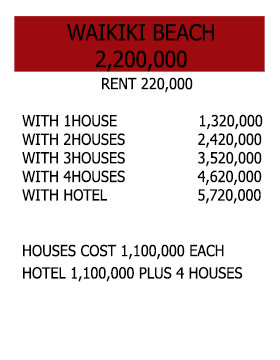 WAIKIKI BEACH
2,200,000
RENT 220,000
WITH 1HOUSE 1,320,000
WITH 2HOUSES 2,420,000
WITH 3HOUSES 3,520,000
WITH 4HOUSES 4,620,000
WITH HOTEL 5,720,000
HOUSES COST 1,100,000 EACH
HOTEL 1,100,000 PLUS 4 HOUSES